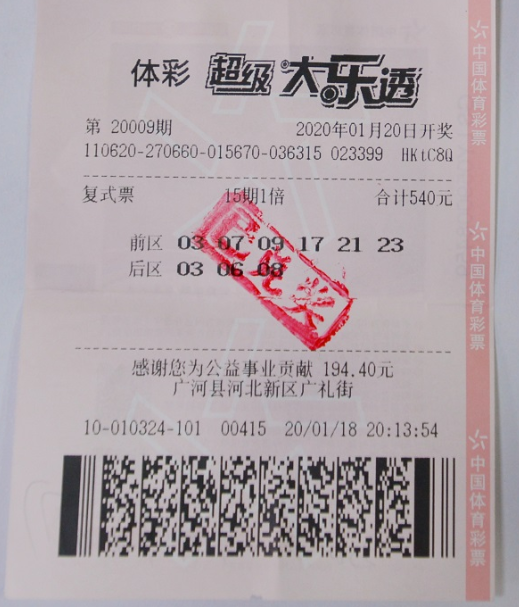 体彩 超级大乐透
第 20009期 2020年01月20日开奖
110620-270660-015670-036315 023399 HKtC8Q
复式票 15期1倍 合计540元
前区 03 07 09 17 21 23
后区 03 06 08
已兑奖
感谢您为公益事业贡献 194.40元
广河县河北新区广礼街
10-010324-101 00415 20/01/18 20:13:54
中国体育彩票
中国体育彩票
中国体育彩票